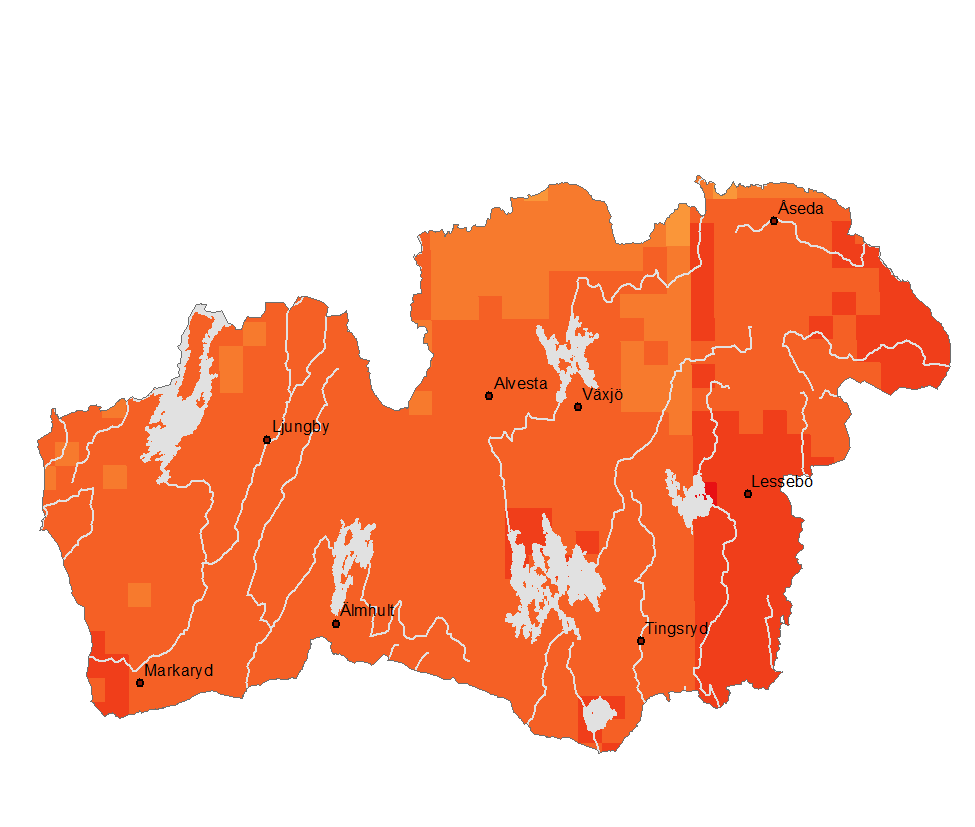 Åseda
Alvesta
Växjö
Ljungby
Lessebo
Älmhult
Tingsryd
Markaryd